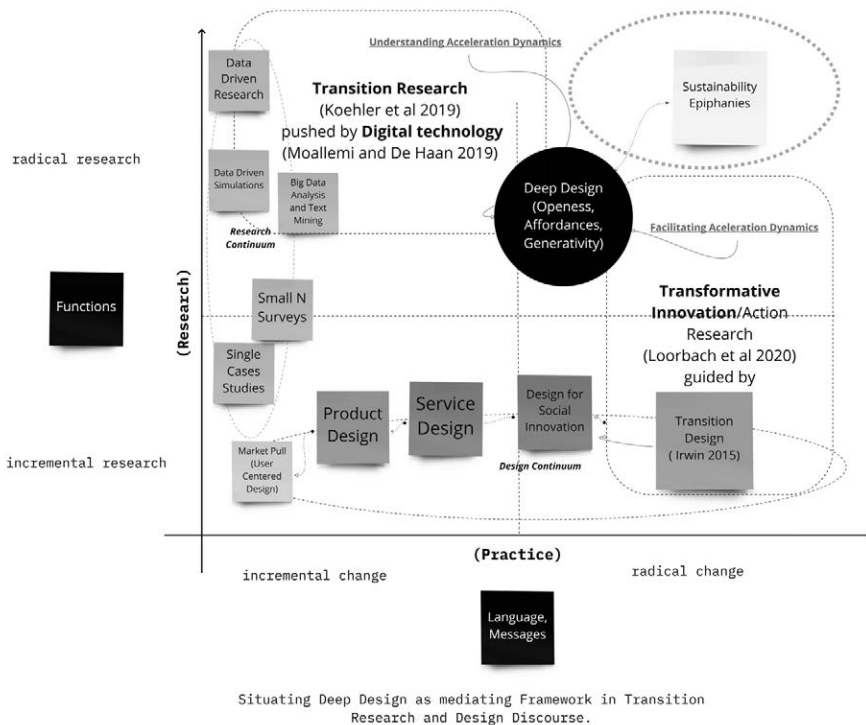 Understanding Acceleration Dynamics
Data
Driven
Research
Transition Research
(Koehler et al 2019)
pushed by Digital technology
(Moallemi and De Haan 2019)
Sustainability
Epiphanies
radical research
Data Driven
Simulations
Big Data
Analysis
and Text
Mining
Research
Continuum
Deep Design
(Openess,
Affordances,
Generativity)
Facilitating Aceleration Dynamics
Functions
(Research)
Small N
Surveys
Transformative
Innovation/Action
Research
(Loorbach et al 2020)
guided by
Single
Cases
Studies
Product
Design
Service
Design
Design for
Social
Innovation
Transition
Design
( Irwin 2015)
incremental research
Market Pull
(User
Centered
Design)
Design Continuum
(Practice)
incremental change
radical change
Language,
Messages
Situating Deep Design as mediating Framework in Transition
Research and Design Discourse.